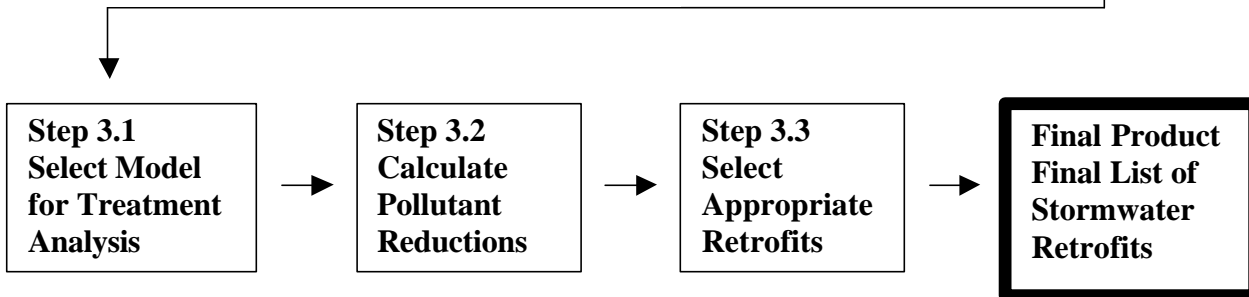 Step 3.1
Select Model
for Treatment
Analysis
Step 3.2
Calculate
Pollutant
Reductions
Step 3.3
Select
Appropriate
Retrofits
Final Product
Final List of
Stormwater
Retrofits